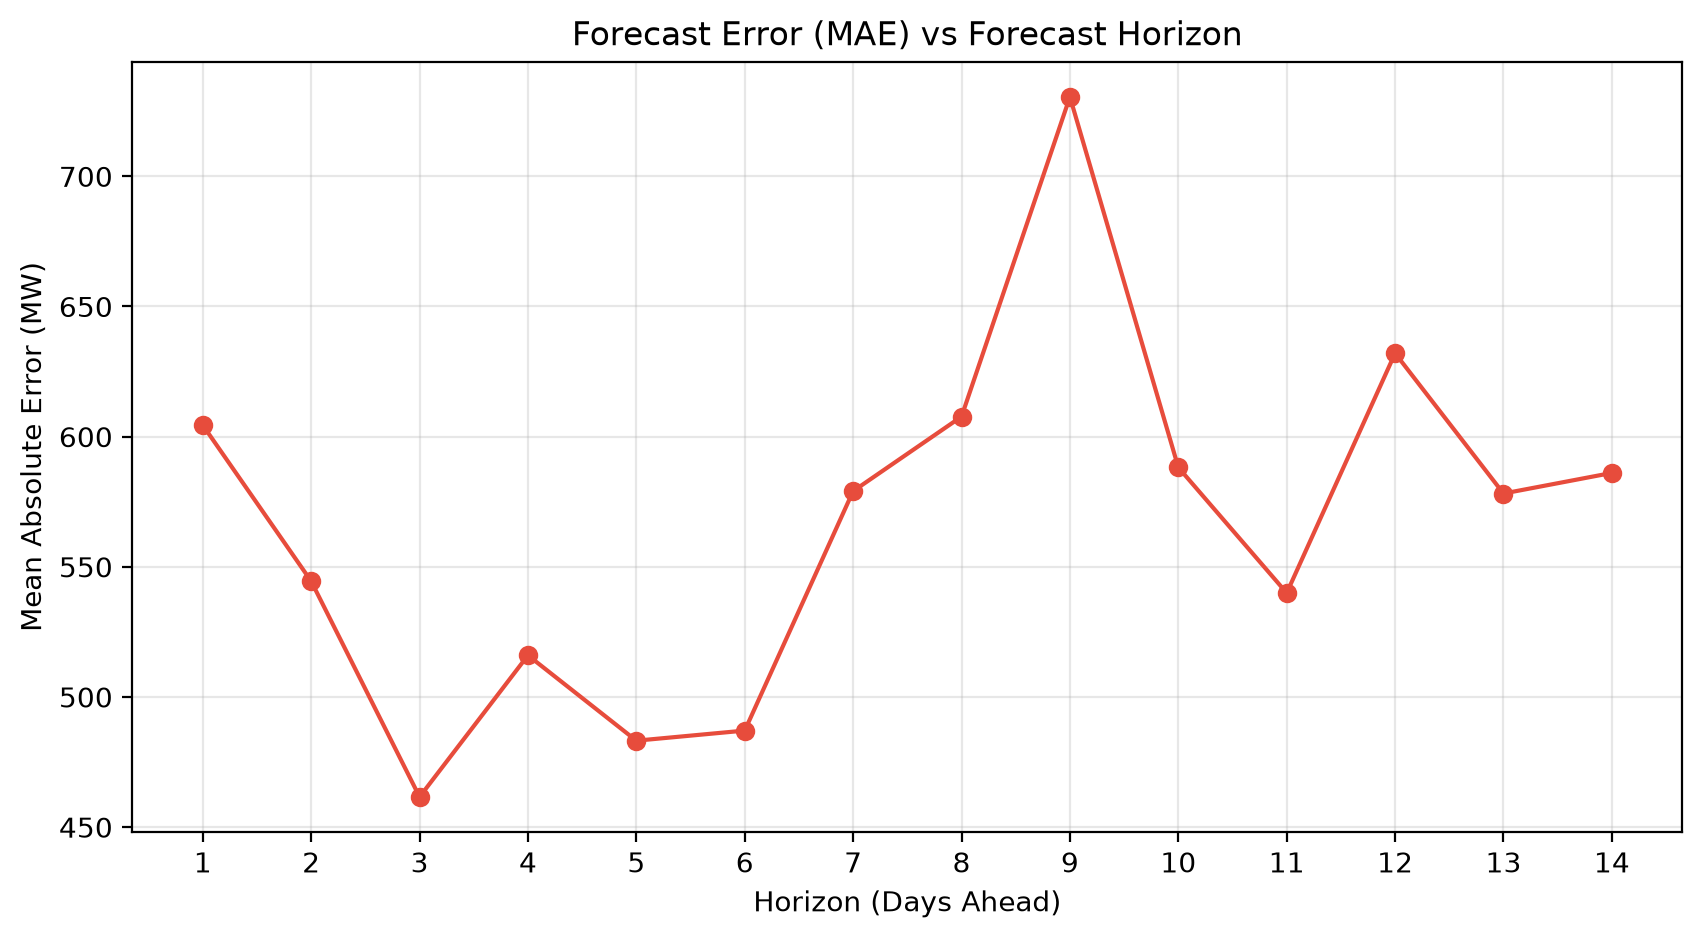 Forecast Error (MAE) vs Forecast Horizon
Mean Absolute Error (MW)
700
650
600
550
500
450
1 2 3 4 5 6 7 8 9 10 11 12 13 14
Horizon (Days Ahead)